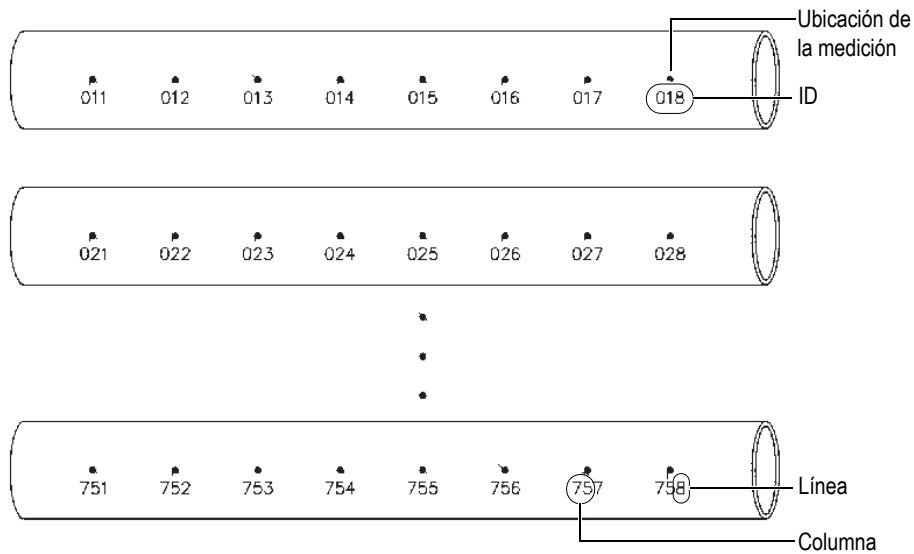 Ubicación de
la medición
011 012 013 014 015 016 017 018
ID
021 022 023 024 025 026 027 028
751 752 753 754 755 756 757 758
Línea
Columna